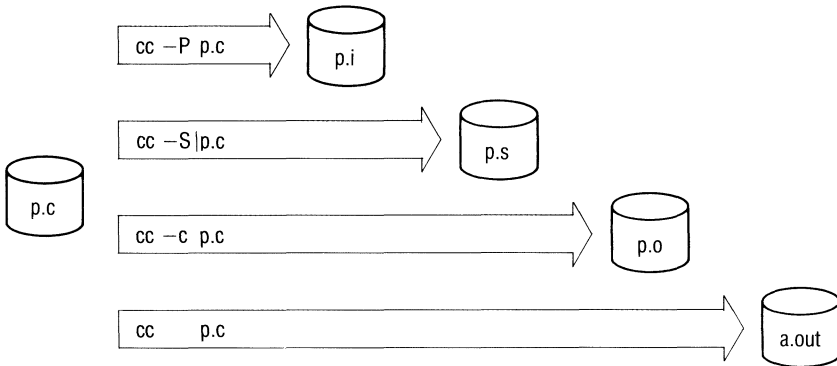 cc –P p.c
p.i
cc –S p.c
p.s
p.c
cc –c p.c
p.o
cc p.c
a.out